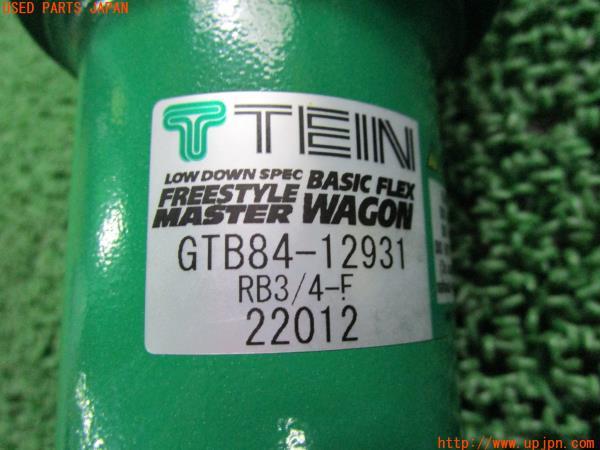 UPJ USED PARTS JAPAN
TEIN
LOW DOWN SPEC BASIC FLEX
FREESTYLE
MASTER WAGON
GTB84-12931
RB3/4-F
22012
http://www.upjpn.com/